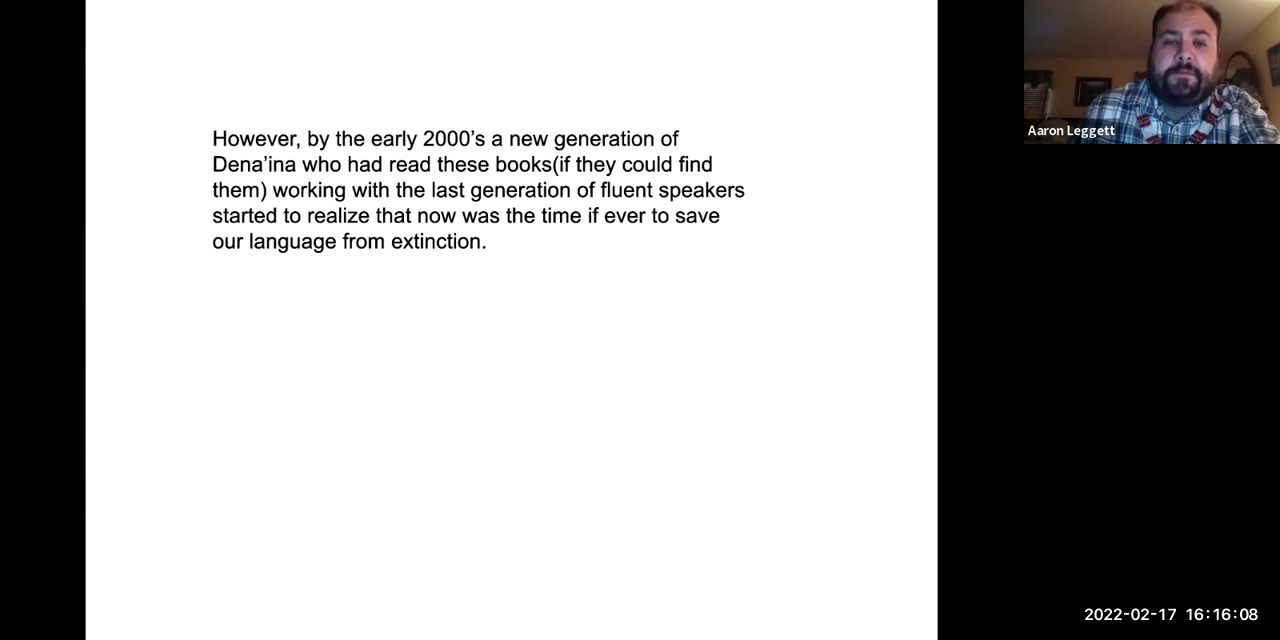 However, by the early 2000’s a new generation of
Dena’ina who had read these books(if they could find
them) working with the last generation of fluent speakers
started to realize that now was the time if ever to save
our language from extinction.
Aaron Leggett
2022-02-17 16:16:08